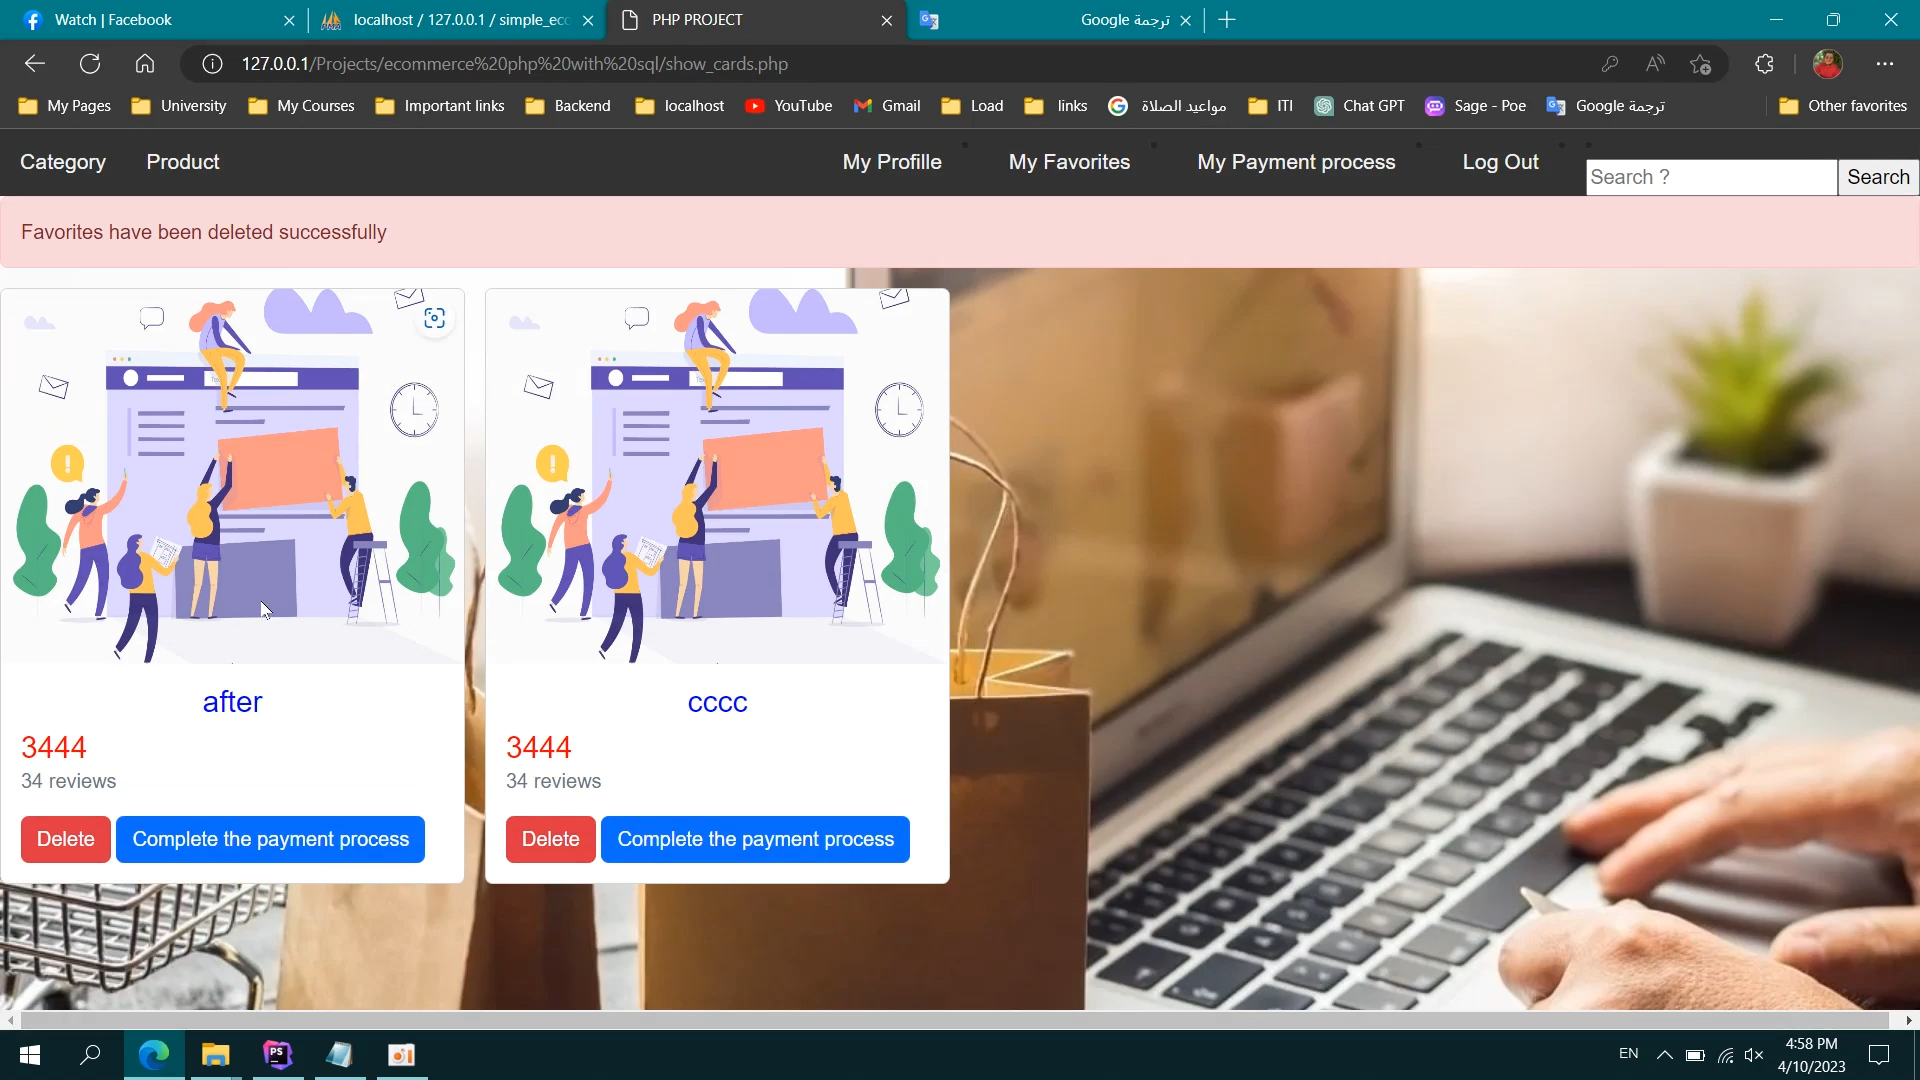 Watch | Facebook
localhost / 127.0.0.1 / simple_ecc
PHP PROJECT
ترجمة Google
127.0.0.1/Projects/ecommerce%20php%20with%20sql/show_cards.php
My Pages
University
My Courses
Important links
Backend
localhost
YouTube
Gmail
Load
links
مواعيد الصلاة
ITI
Chat GPT
Sage - Poe
ترجمة Google
Other favorites
Category
Product
My Profille
My Favorites
My Payment process
Log Out
Search ?
Search
Favorites have been deleted successfully
after
3444
34 reviews
Delete
Complete the payment process
cccc
3444
34 reviews
Delete
Complete the payment process
PS
EN
4:58 PM
4/10/2023